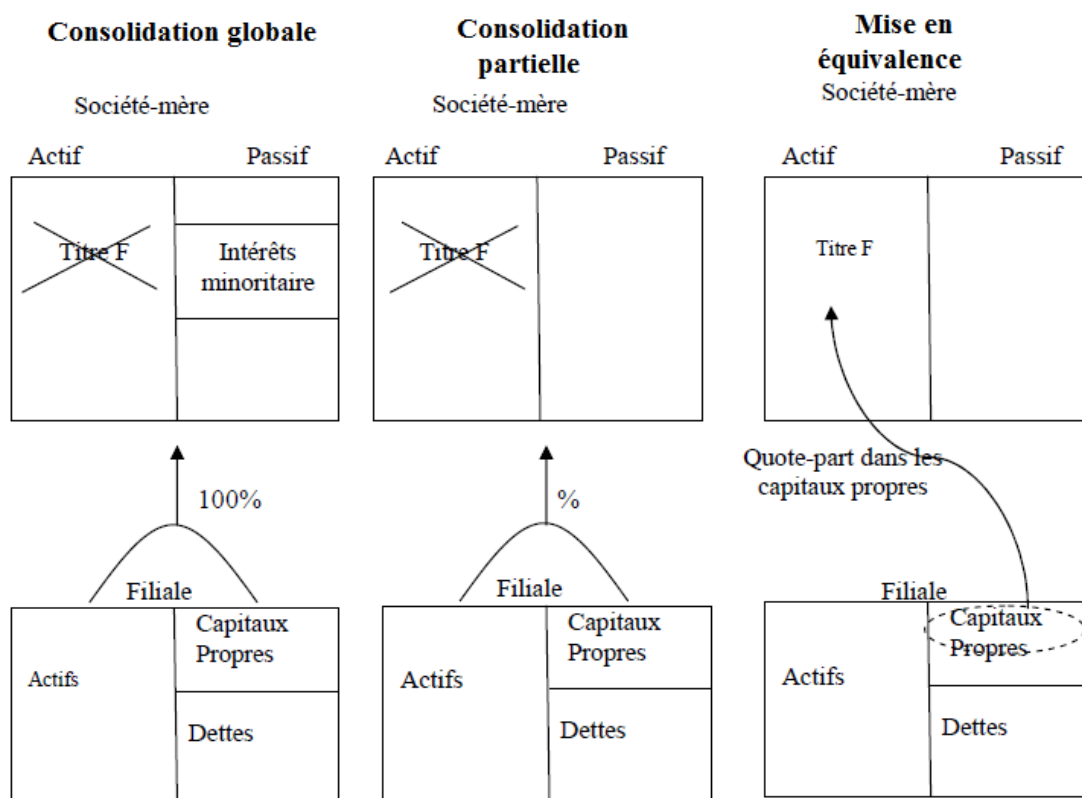 Consolidation globale
Société-mère
Actif Passif
Titre F
Intérêts
minoritaire
100%
Filiale
Capitaux
Propres
Actifs
Dettes
Consolidation
partielle
Société-mère
Actif Passif
Titre F
%
Filiale
Capitaux
Propres
Actifs
Dettes
Mise en
équivalence
Société-mère
Actif Passif
Titre F
Quote-part dans les
capitaux propres
Filiale
Capitaux
Propres
Actifs
Dettes